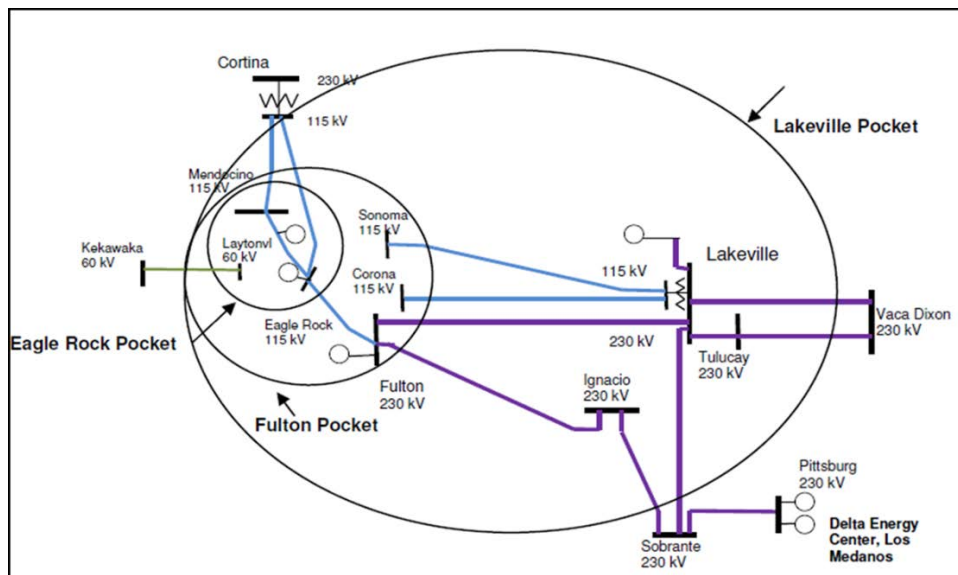 Cortina
230 kV
115 kV
Lakeville Pocket
Mendocino
115 kV
Sonoma
115 kV
Kekawaka
60 kV
Laytonvl
60 kV
Lakeville
115 kV
Corona
115 kV
Eagle Rock
115 kV
Eagle Rock Pocket
Vaca Dixon
230 kV
230 kV
Tulucay
230 kV
Fulton
230 kV
Ignacio
230 kV
Fulton Pocket
Pittsburg
230 kV
Delta Energy
Center, Los
Medanos
Sobrante
230 kV